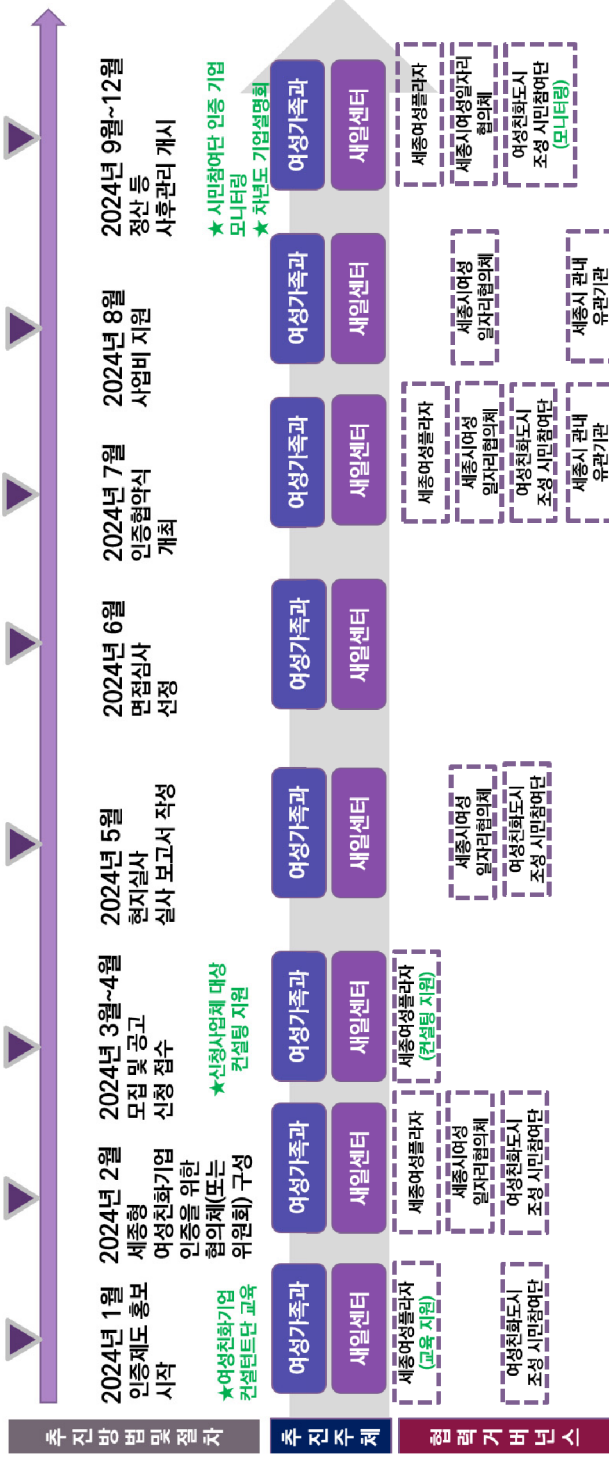 추진방법및절차
2024년 1월
인증제도 홍보
시작
★여성친화기업
컨설턴트단 교육
2024년 2월
세종형
여성친화기업
인증을 위한
협의체(또는
위원회) 구성
2024년 3월~4월
모집 및 공고
신청 접수
★신청사업체 대상
컨설팅 지원
2024년 5월
현지실사
실사 보고서 작성
2024년 6월
면접심사
선정
2024년 7월
인증협약식
개최
2024년 8월
사업비 지원
2024년 9월~12월
정산 등
사후관리 개시
★ 시민참여단 인증 기업
모니터링
★ 차년도 기업설명회
추진주체
여성가족과
여성가족과
여성가족과
여성가족과
여성가족과
여성가족과
여성가족과
여성가족과
새일센터
새일센터
새일센터
새일센터
새일센터
새일센터
새일센터
새일센터
협력거버넌스
세종여성플라자
(교육 지원)
여성친화도시
조성 시민참여단
세종여성플라자
세종시여성
일자리협의체
여성친화도시
조성 시민참여단
세종여성플라자
(컨설팅 지원)
세종시여성
일자리협의체
여성친화도시
조성 시민참여단
세종여성플라자
세종시여성
일자리협의체
여성친화도시
조성 시민참여단
세종시 관내
유관기관
세종시여성
일자리협의체
세종시 관내
유관기관
세종여성플라자
세종시여성일자리
협의체
여성친화도시
조성 시민참여단
(모니터링)